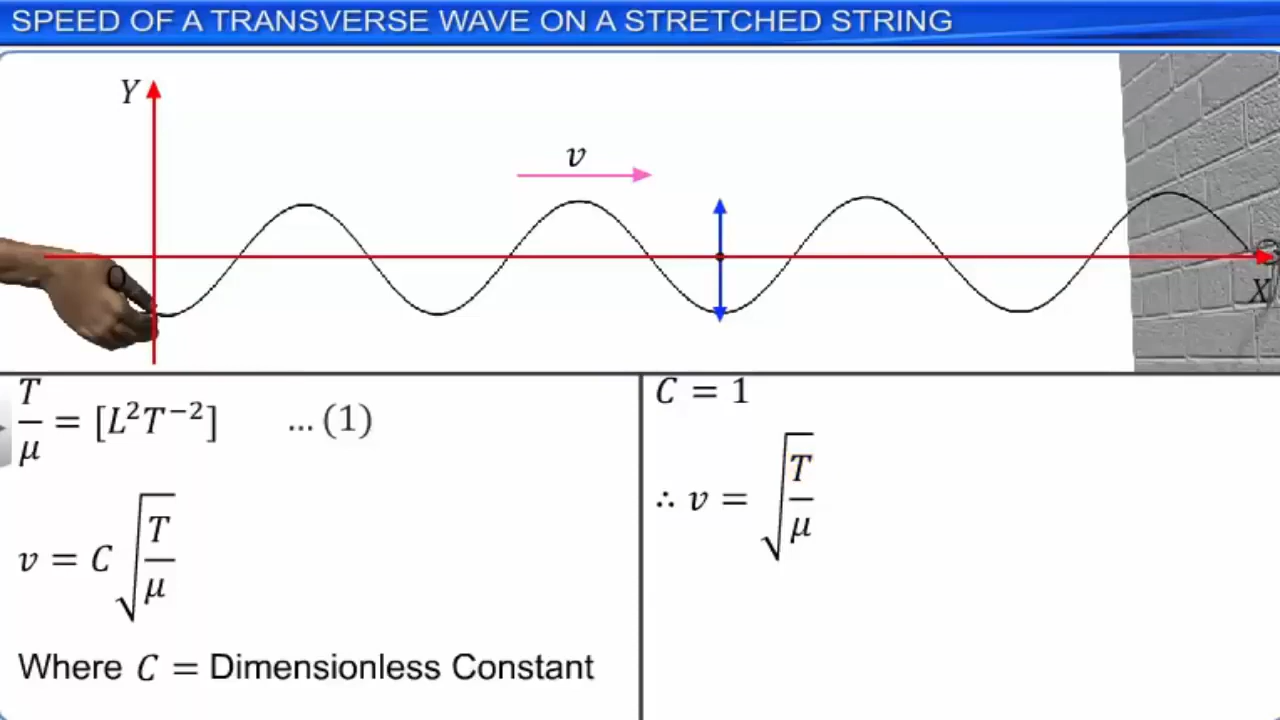 SPEED OF A TRANSVERSE WAVE ON A STRETCHED STRING
Y
v
X
T/μ = [L²T⁻²] ... (1)
v = C √(T/μ)
Where C = Dimensionless Constant
C = 1
∴ v = √(T/μ)